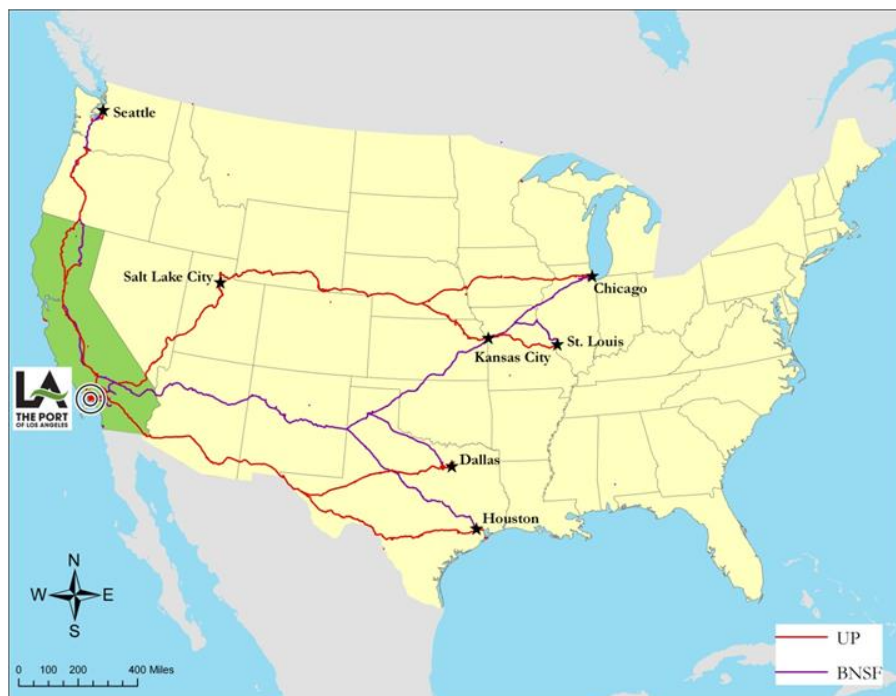 Seattle
Salt Lake City
Chicago
St. Louis
Kansas City
LA
THE PORT
OF LOS ANGELES
Dallas
Houston
N
W E
S
UP
BNSF
0 100 200 400 Miles